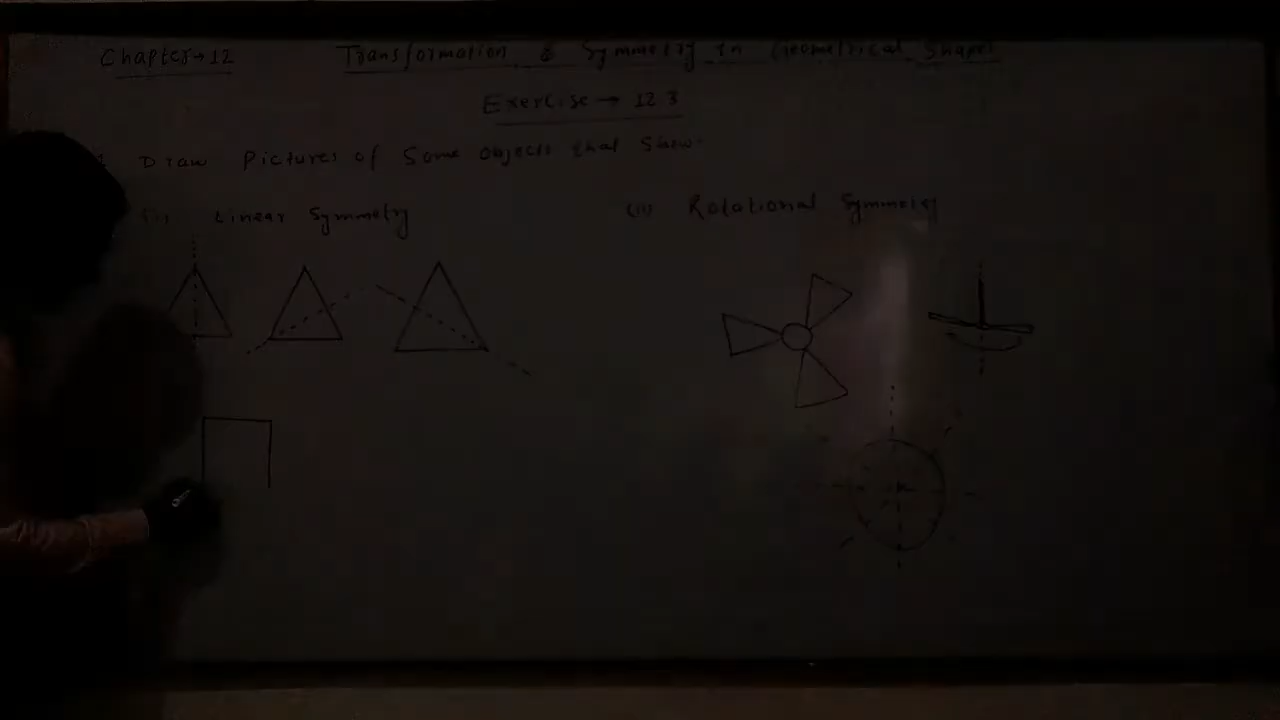 Chapter→12 Transformation & Symmetry in Geometrical Shapes
Exercise → 12.3
1. Draw Pictures of Some objects that Show.
(i) Linear Symmetry (ii) Rotational Symmetry